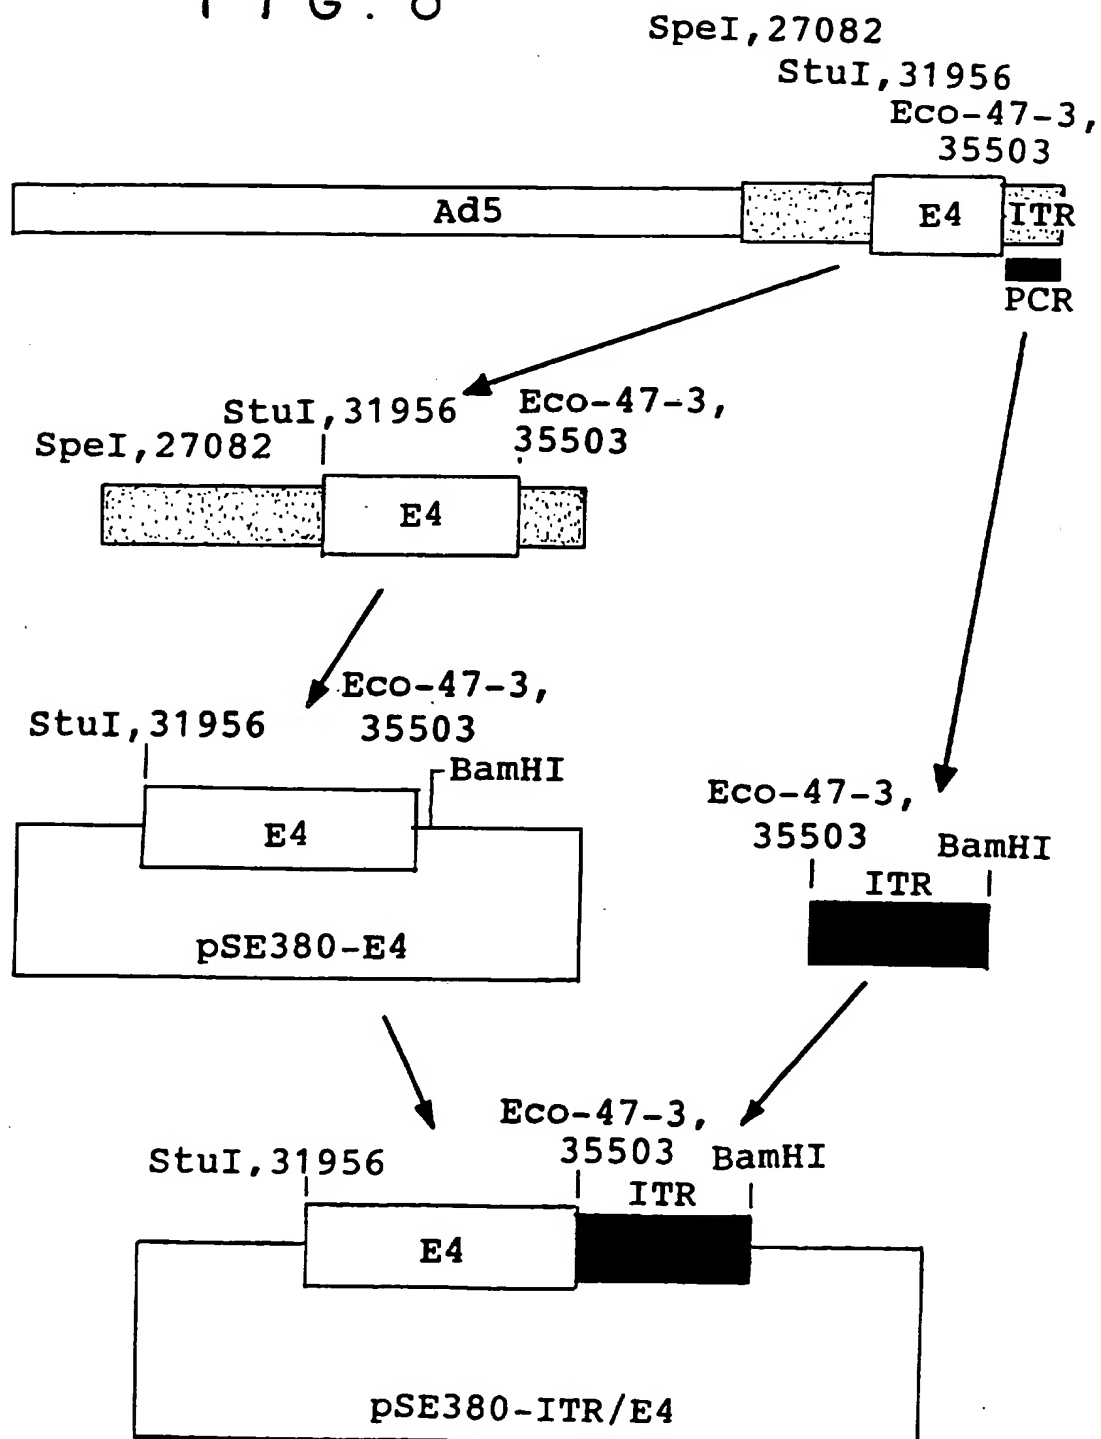 SpeI,27082
StuI,31956
Eco-47-3,
35503
Ad5
E4
ITR
PCR
StuI,31956
Eco-47-3,
35503
SpeI,27082
E4
Eco-47-3,
35503
StuI,31956
BamHI
E4
pSE380-E4
Eco-47-3,
35503
BamHI
ITR
Eco-47-3,
35503
BamHI
StuI,31956
ITR
E4
pSE380-ITR/E4